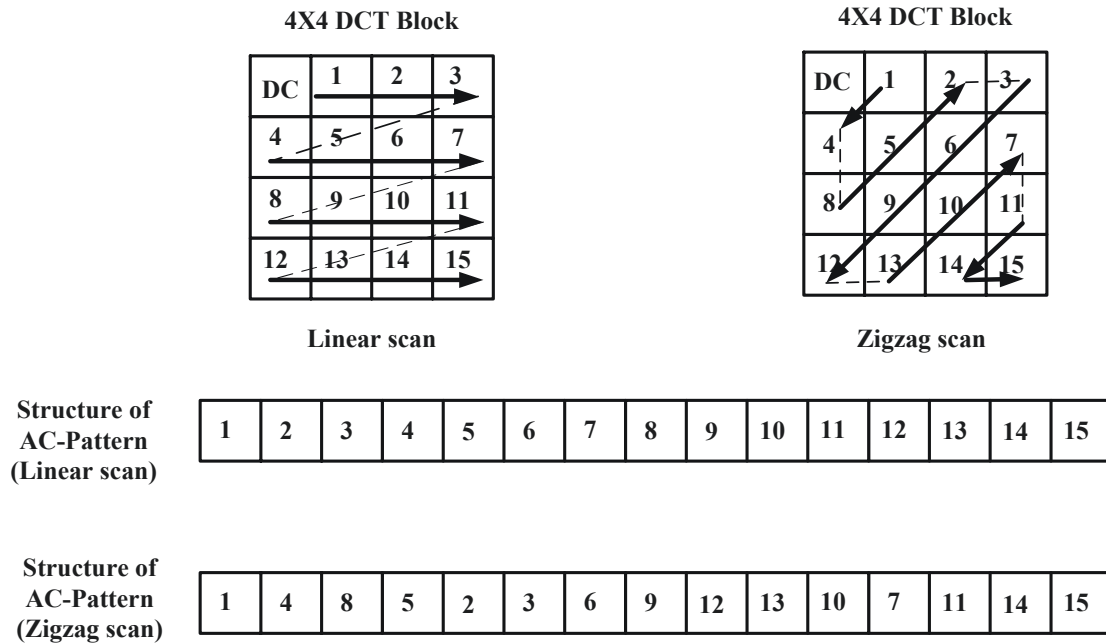 4X4 DCT Block
DC 1 2 3
4 5 6 7
8 9 10 11
12 13 14 15
Linear scan
4X4 DCT Block
DC 1 2 3
4 5 6 7
8 9 10 11
12 13 14 15
Zigzag scan
Structure of
AC-Pattern
(Linear scan)
1 2 3 4 5 6 7 8 9 10 11 12 13 14 15
Structure of
AC-Pattern
(Zigzag scan)
1 4 8 5 2 3 6 9 12 13 10 7 11 14 15